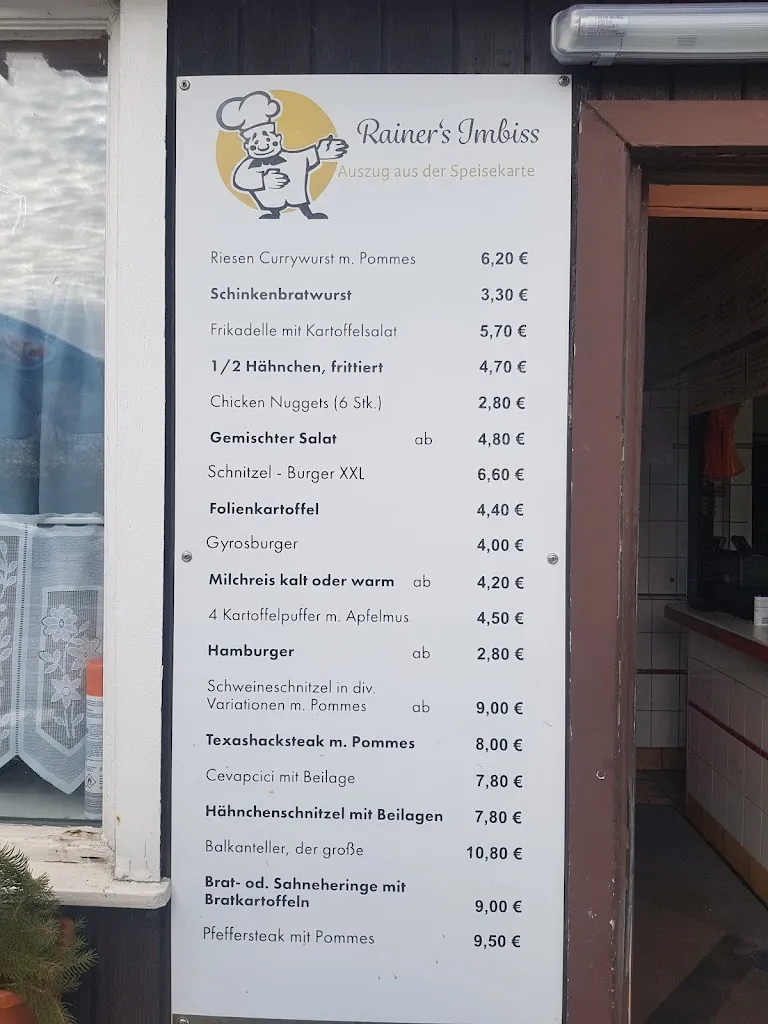 Rainer's Imbiss
Auszug aus der Speisekarte
Riesen Currywurst m. Pommes 6,20 €
Schinkenbratwurst 3,30 €
Frikadelle mit Kartoffelsalat 5,70 €
1/2 Hähnchen, frittiert 4,70 €
Chicken Nuggets (6 Stk.) 2,80 €
Gemischter Salat ab 4,80 €
Schnitzel - Burger XXL 6,60 €
Folienkartoffel 4,40 €
Gyrosburger 4,00 €
Milchreis kalt oder warm ab 4,20 €
4 Kartoffelpuffer m. Apfelmus 4,50 €
Hamburger ab 2,80 €
Schweineschnitzel in div.
Variationen m. Pommes ab 9,00 €
Texashacksteak m. Pommes 8,00 €
Cevapcici mit Beilage 7,80 €
Hähnchenschnitzel mit Beilagen 7,80 €
Balkanteller, der große 10,80 €
Brat- od. Sahneheringe mit
Bratkartoffeln 9,00 €
Pfeffersteak mit Pommes 9,50 €